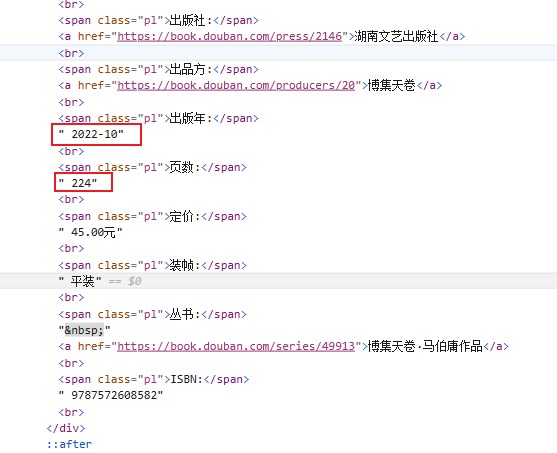 <br>
<span class="pl">出版社:</span>
<a href="https://book.douban.com/press/2146">湖南文艺出版社</a>
<br>
<span class="pl">出品方:</span>
<a href="https://book.douban.com/producers/20">博集天卷</a>
<br>
<span class="pl">出版年:</span>
" 2022-10"
<br>
<span class="pl">页数:</span>
" 224"
<br>
<span class="pl">定价:</span>
" 45.00元"
<br>
<span class="pl">装帧:</span>
" 平装" == $0
<br>
<span class="pl">丛书:</span>
"&nbsp;"
<a href="https://book.douban.com/series/49913">博集天卷·马伯庸作品</a>
<br>
<span class="pl">ISBN:</span>
" 9787572608582"
<br>
</div>
::after